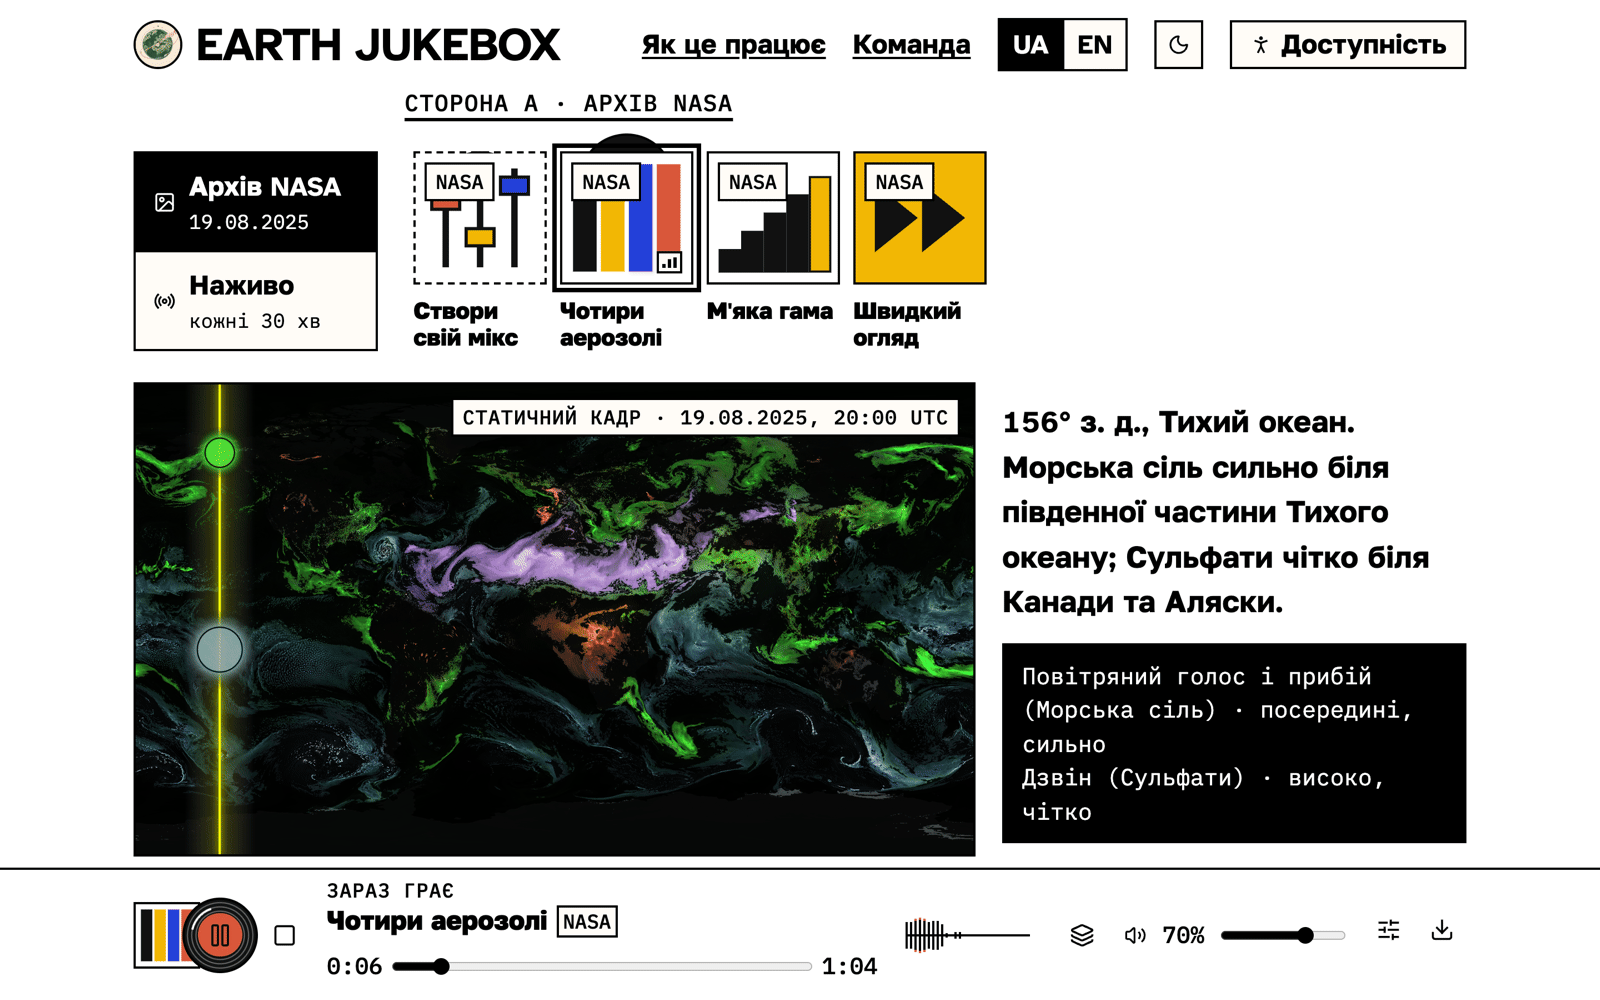 EARTH JUKEBOX
Як це працює
Команда
UA
EN
Доступність
СТОРОНА А · АРХІВ NASA
Архів NASA
19.08.2025
Наживо
кожні 30 хв
NASA
NASA
NASA
NASA
Створи
свій мікс
Чотири
аерозолі
М'яка гама
Швидкий
огляд
СТАТИЧНИЙ КАДР · 19.08.2025, 20:00 UTC
156° з. д., Тихий океан.
Морська сіль сильно біля
південної частини Тихого
океану; Сульфати чітко біля
Канади та Аляски.
Повітряний голос і прибій
(Морська сіль) · посередині,
сильно
Дзвін (Сульфати) · високо,
чітко
ЗАРАЗ ГРАЄ
Чотири аерозолі NASA
0:06
1:04
70%